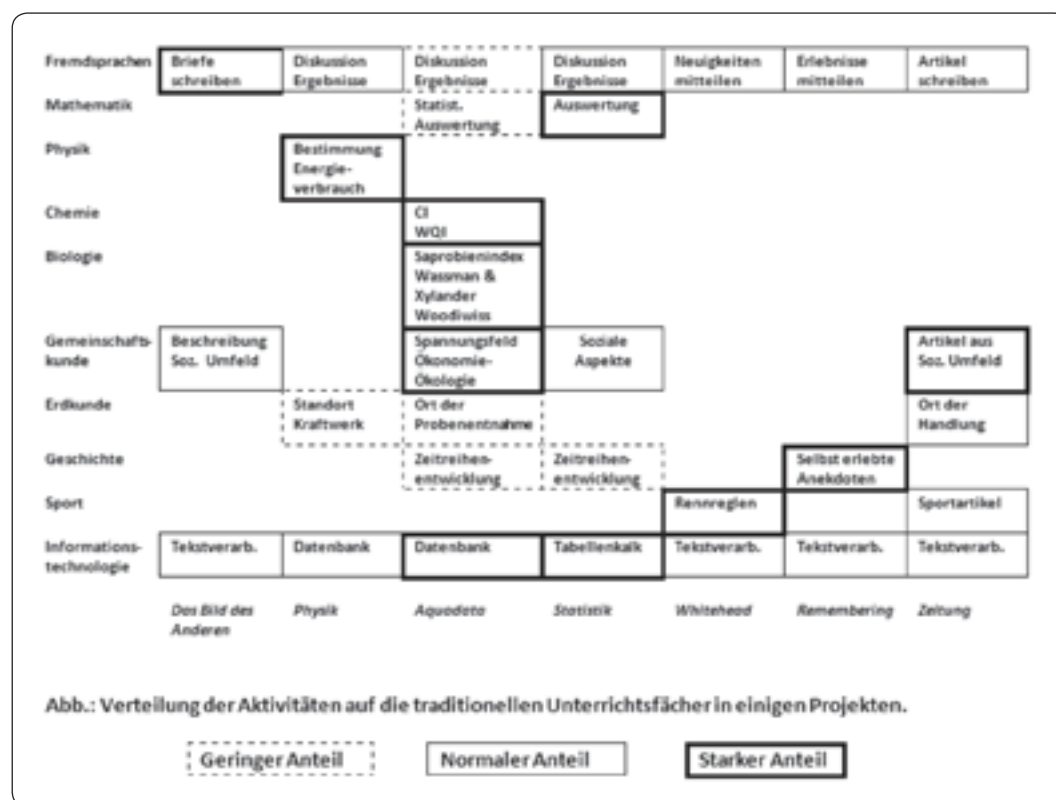 Fremdsprachen Briefe Diskussion Diskussion Diskussion Neuigkeiten Erlebnisse Artikel
schreiben Ergebnisse Ergebnisse Ergebnisse mitteilen mitteilen schreiben
Mathematik Statist. Auswertung
Auswertung
Physik Bestimmung
Energie-
verbrauch
Chemie CI
WQI
Biologie Saprobienindex
Wassman &
Xylander
Woodiwiss
Gemeinschafts- Beschreibung Spannungsfeld Soziale Artikel aus
kunde Soz. Umfeld Ökonomie- Aspekte Soz. Umfeld
Ökologie
Erdkunde Standort Ort der Ort der
Kraftwerk Probenentnahme Handlung
Geschichte Zeitreihen- Zeitreihen- Selbst erlebte
entwicklung entwicklung Anekdoten
Sport Rennreglen Sportartikel
Informations- Tekstverarb. Datenbank Datenbank Tabellenkalk Tekstverarb. Tekstverarb. Tekstverarb.
technologie
Das Bild des Physik Aquadata Statistik Whitehead Remembering Zeitung
Anderen
Abb.: Verteilung der Aktivitäten auf die traditionellen Unterrichtsfächer in einigen Projekten.
Geringer Anteil Normaler Anteil Starker Anteil